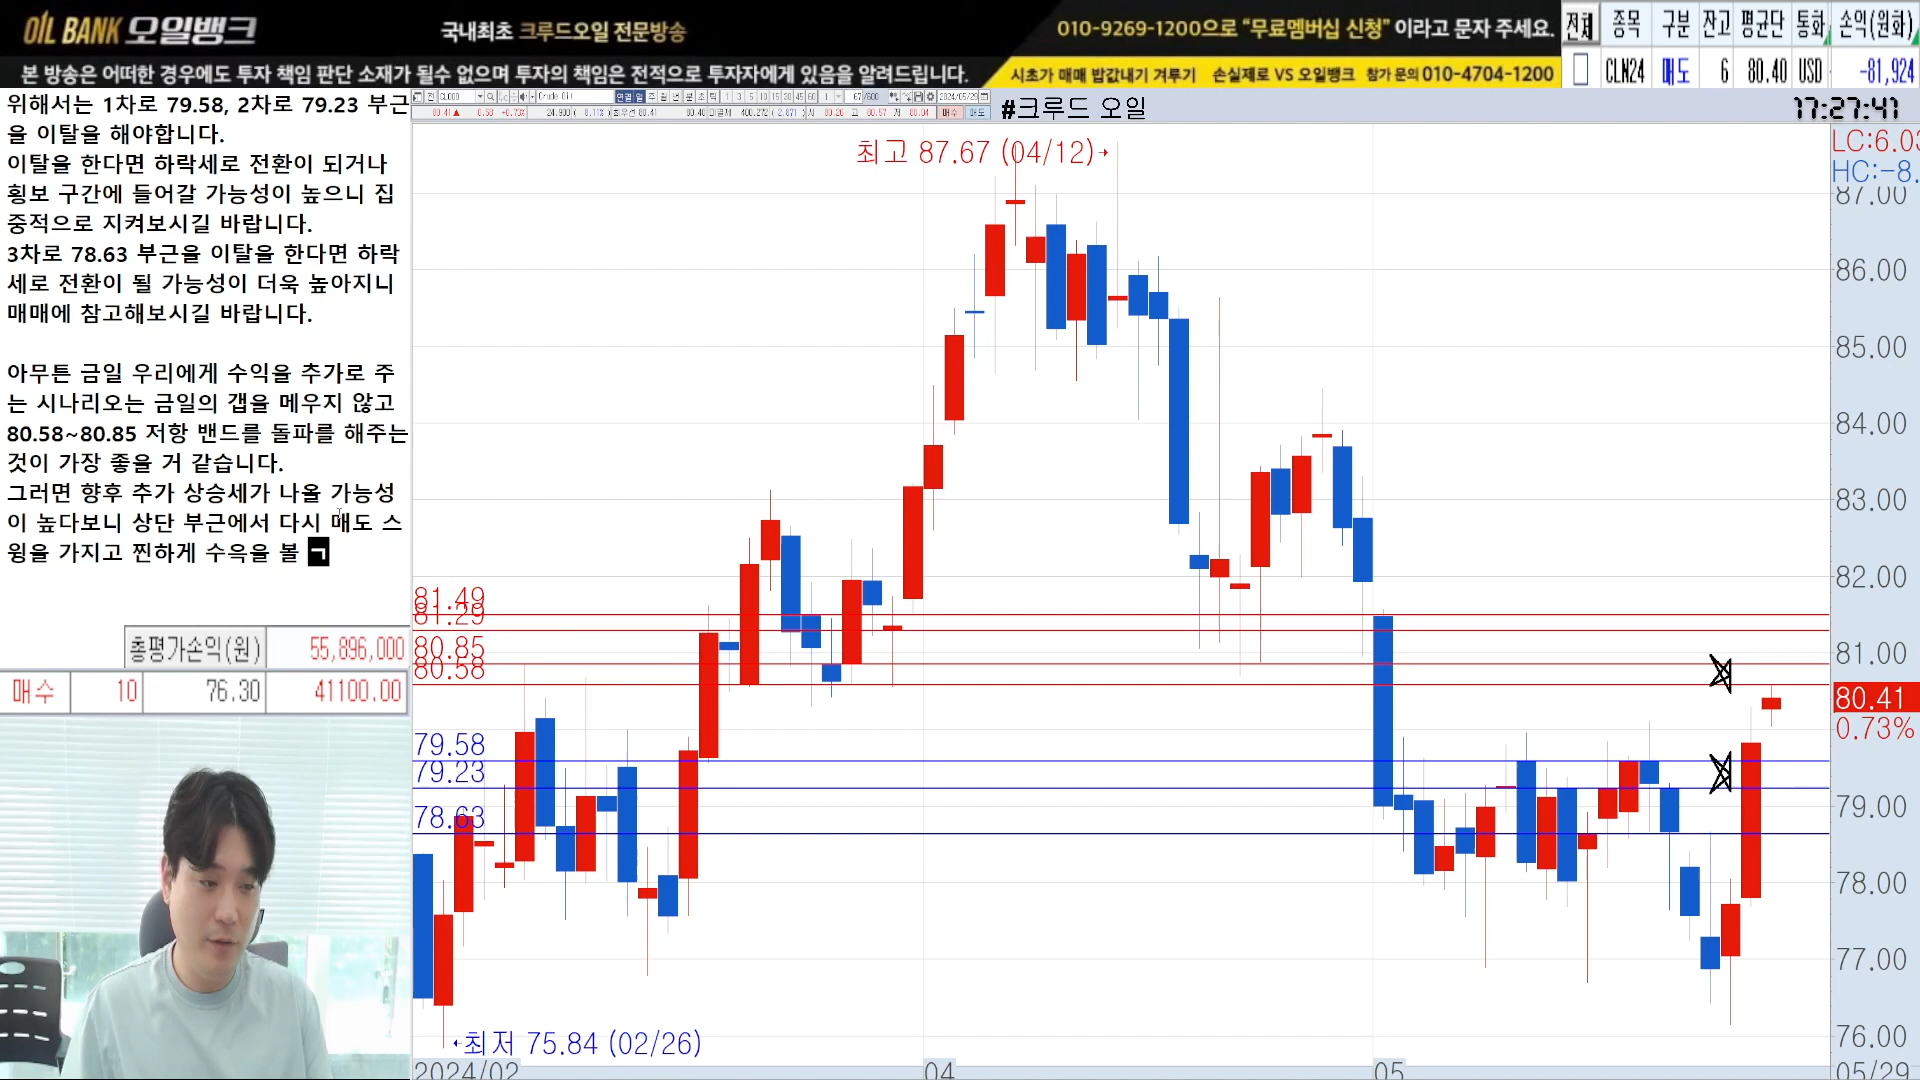 OIL BANK 오일뱅크
국내최초 크루드오일 전문방송
010-9269-1200으로 “무료멤버십 신청” 이라고 문자 주세요.
본 방송은 어떠한 경우에도 투자 책임 판단 소재가 될수 없으며 투자의 책임은 전적으로 투자자에게 있음을 알려드립니다.
시초가 매매 밥값내기 겨루기 손실제로 VS 오일뱅크 참가 문의 010-4704-1200
전체 종목 구분 잔고 평균단 통화 손익(원화)
CLN24 매도 6 80.40 USD -81,924
위해서는 1차로 79.58, 2차로 79.23 부근
을 이탈을 해야합니다.
이탈을 한다면 하락세로 전환이 되거나
횡보 구간에 들어갈 가능성이 높으니 집
중적으로 지켜보시길 바랍니다.
3차로 78.63 부근을 이탈을 한다면 하락
세로 전환이 될 가능성이 더욱 높아지니
매매에 참고해보시길 바랍니다.
아무튼 금일 우리에게 수익을 추가로 주
는 시나리오는 금일의 갭을 메우지 않고
80.58~80.85 저항 밴드를 돌파를 해주는
것이 가장 좋을 거 같습니다.
그러면 향후 추가 상승세가 나올 가능성
이 높다보니 상단 부근에서 다시 매도 스
윙을 가지고 찐하게 수윽을 볼 ㄱ
총평가손익(원) 55,896,000
매수 10 76.30 41100.00
CL000 Crude Oil 67/600 2024/05/29
80.41▲ 0.58 +0.73%
#크루드 오일
17:27:41
최고 87.67 (04/12)
LC:6.03
HC:-8.
87.00
86.00
85.00
84.00
83.00
82.00
81.00
80.41
0.73%
79.00
78.00
77.00
76.00
81.49
81.29
80.85
80.58
79.58
79.23
78.63
최저 75.84 (02/26)
2024/02 04 05 05/29